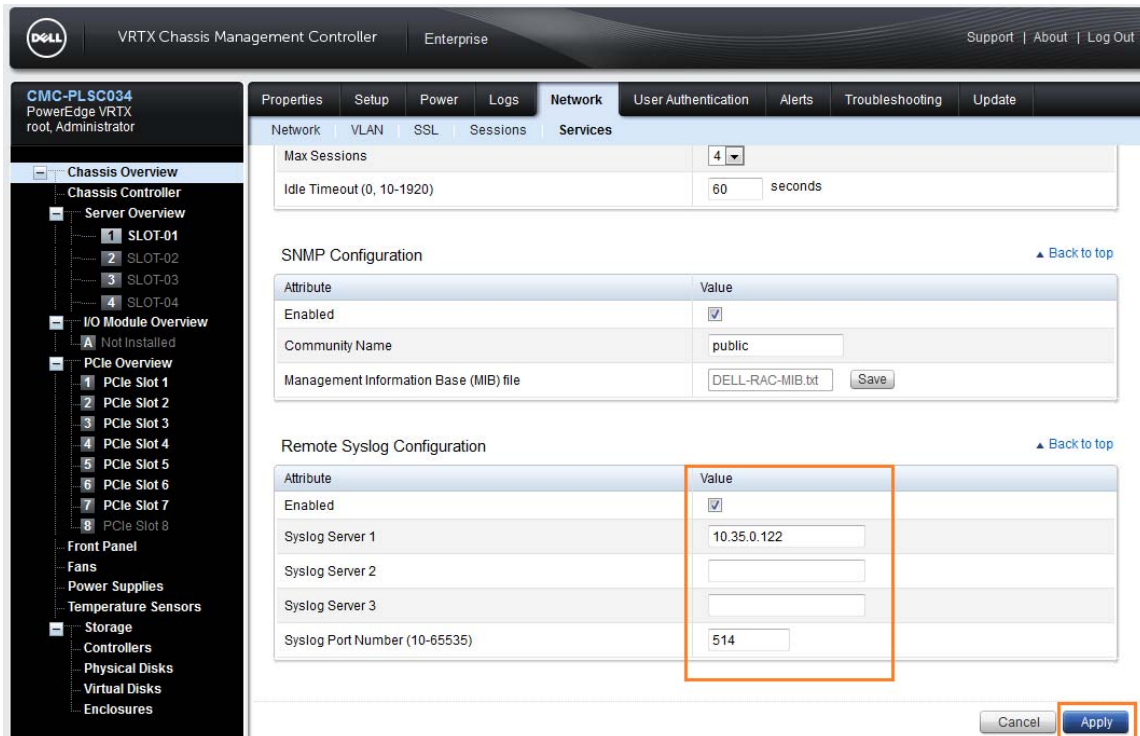 DELL
VRTX Chassis Management Controller
Enterprise
Support | About | Log Out
CMC-PLSC034
PowerEdge VRTX
root, Administrator
Properties Setup Power Logs Network User Authentication Alerts Troubleshooting Update
Network VLAN SSL Sessions Services
Chassis Overview
Chassis Controller
Server Overview
1 SLOT-01
2 SLOT-02
3 SLOT-03
4 SLOT-04
I/O Module Overview
A Not Installed
PCIe Overview
1 PCIe Slot 1
2 PCIe Slot 2
3 PCIe Slot 3
4 PCIe Slot 4
5 PCIe Slot 5
6 PCIe Slot 6
7 PCIe Slot 7
8 PCIe Slot 8
Front Panel
Fans
Power Supplies
Temperature Sensors
Storage
Controllers
Physical Disks
Virtual Disks
Enclosures
Max Sessions 4
Idle Timeout (0, 10-1920) 60 seconds
SNMP Configuration
Back to top
Attribute Value
Enabled
Community Name public
Management Information Base (MIB) file DELL-RAC-MIB.txt Save
Remote Syslog Configuration
Back to top
Attribute Value
Enabled
Syslog Server 1 10.35.0.122
Syslog Server 2
Syslog Server 3
Syslog Port Number (10-65535) 514
Cancel Apply